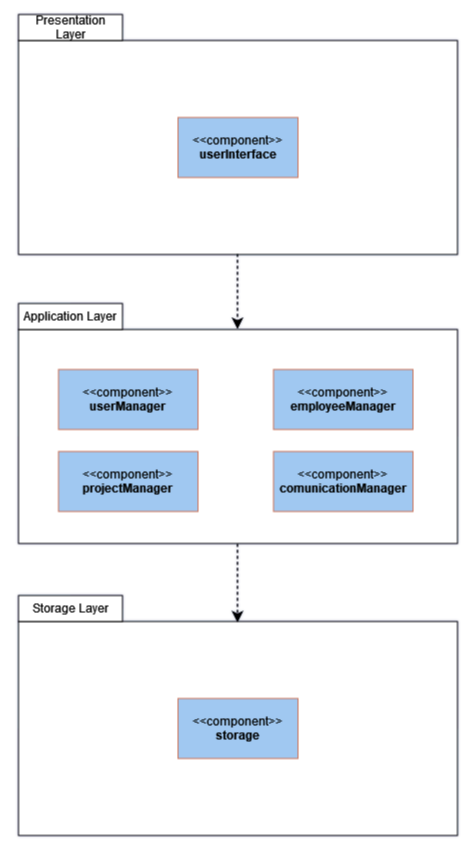 Presentation
Layer
<<component>>
userInterface
Application Layer
<<component>>
userManager
<<component>>
employeeManager
<<component>>
projectManager
<<component>>
comunicationManager
Storage Layer
<<component>>
storage